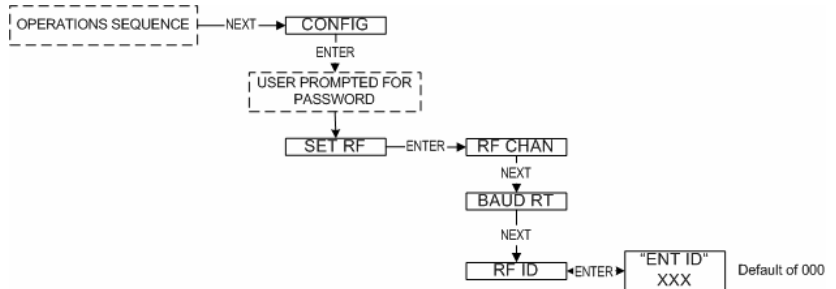 OPERATIONS SEQUENCE NEXT CONFIG
ENTER
USER PROMPTED FOR
PASSWORD
SET RF ENTER RF CHAN
NEXT
BAUD RT
NEXT
RF ID ENTER "ENT ID"
XXX
Default of 000